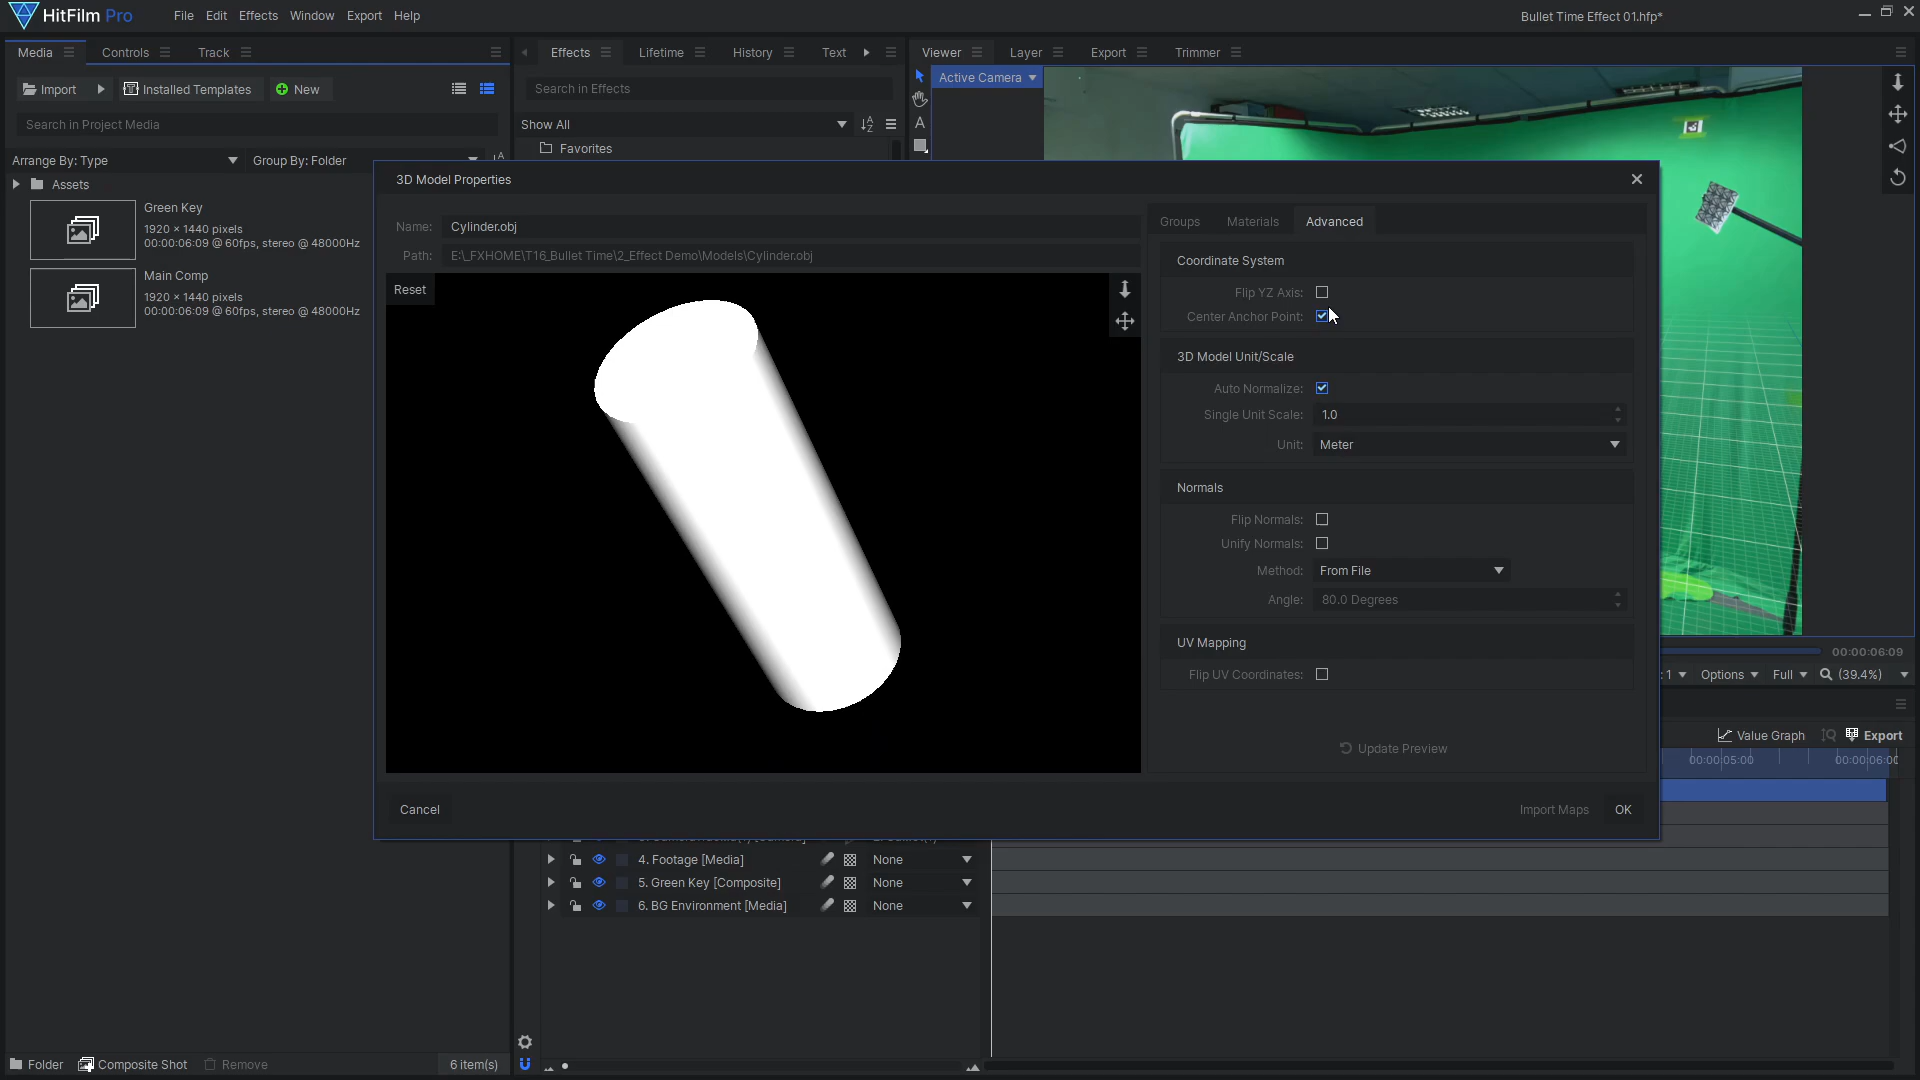 HitFilm Pro
File Edit Effects Window Export Help
Bullet Time Effect 01.hfp*
Media Controls Track
Effects Lifetime History Text
Viewer Layer Export Trimmer
Import Installed Templates New
Search in Effects
Active Camera
Search in Project Media
Show All
Favorites
Arrange By: Type Group By: Folder
Assets
Green Key
1920 × 1440 pixels
00:00:06:09 @ 60fps, stereo @ 48000Hz
Main Comp
1920 × 1440 pixels
00:00:06:09 @ 60fps, stereo @ 48000Hz
3D Model Properties
Name: Cylinder.obj
Path: E:\_FXHOME\T16_Bullet Time\2_Effect Demo\Models\Cylinder.obj
Reset
Groups Materials Advanced
Coordinate System
Flip YZ Axis:
Center Anchor Point:
3D Model Unit/Scale
Auto Normalize:
Single Unit Scale: 1.0
Unit: Meter
Normals
Flip Normals:
Unify Normals:
Method: From File
Angle: 80.0 Degrees
UV Mapping
Flip UV Coordinates:
Update Preview
Cancel
Import Maps OK
00:00:06:09
:1 Options Full (39.4%)
Value Graph Export
00:00:05:00 00:00:06:00
4. Footage [Media] None
5. Green Key [Composite] None
6. BG Environment [Media] None
Folder Composite Shot Remove 6 item(s)